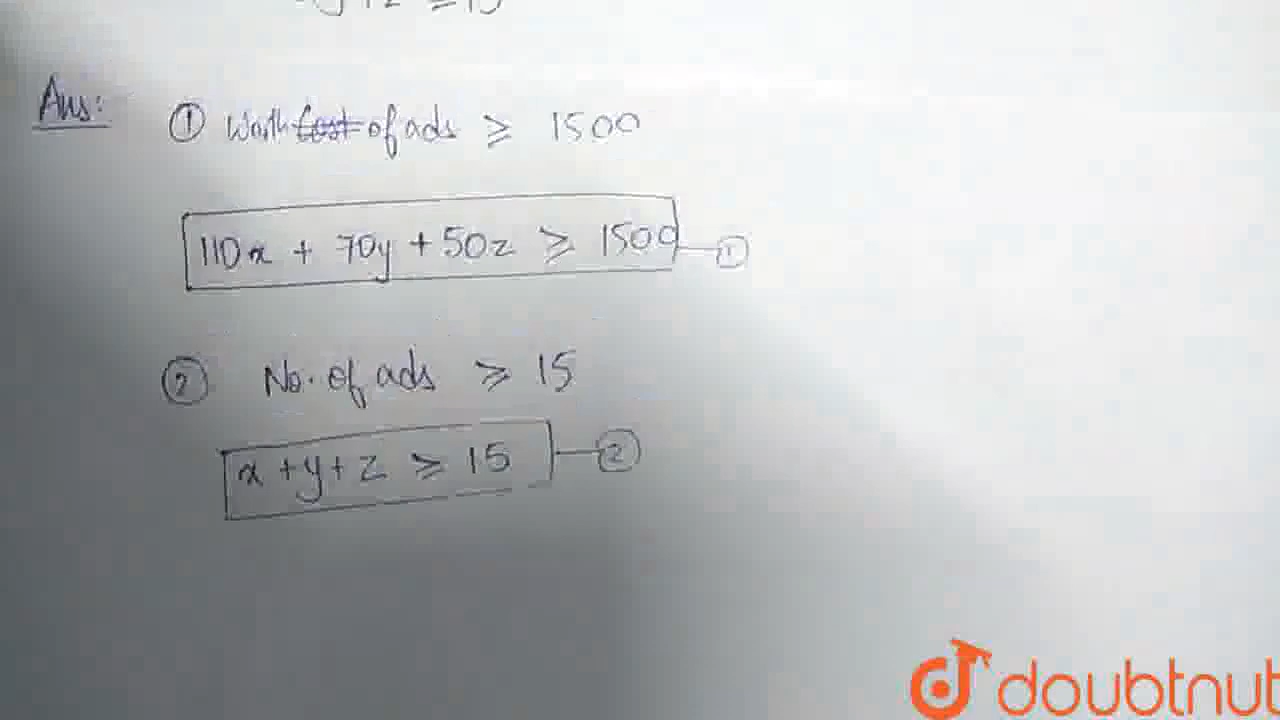 y+z ≥15
Ans:
① Worth Cost of ads ⩾ 1500
110x + 70y + 50z ⩾ 1500 —①
② No. of ads ⩾ 15
x + y + z ⩾ 15 —②
doubtnut